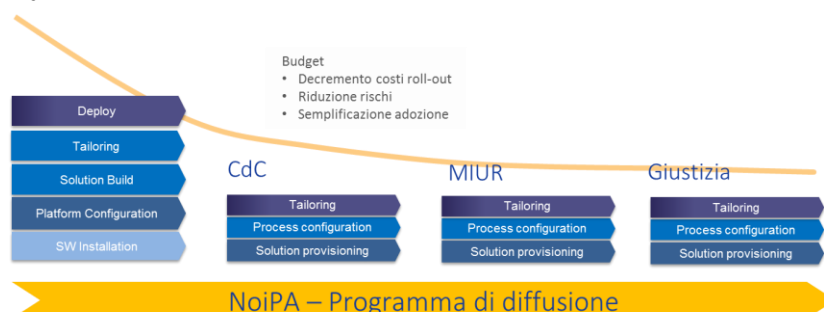 Budget
• Decremento costi roll-out
• Riduzione rischi
• Semplificazione adozione
Deploy
Tailoring
Solution Build
Platform Configuration
SW Installation
CdC
Tailoring
Process configuration
Solution provisioning
MIUR
Tailoring
Process configuration
Solution provisioning
Giustizia
Tailoring
Process configuration
Solution provisioning
NoiPA – Programma di diffusione